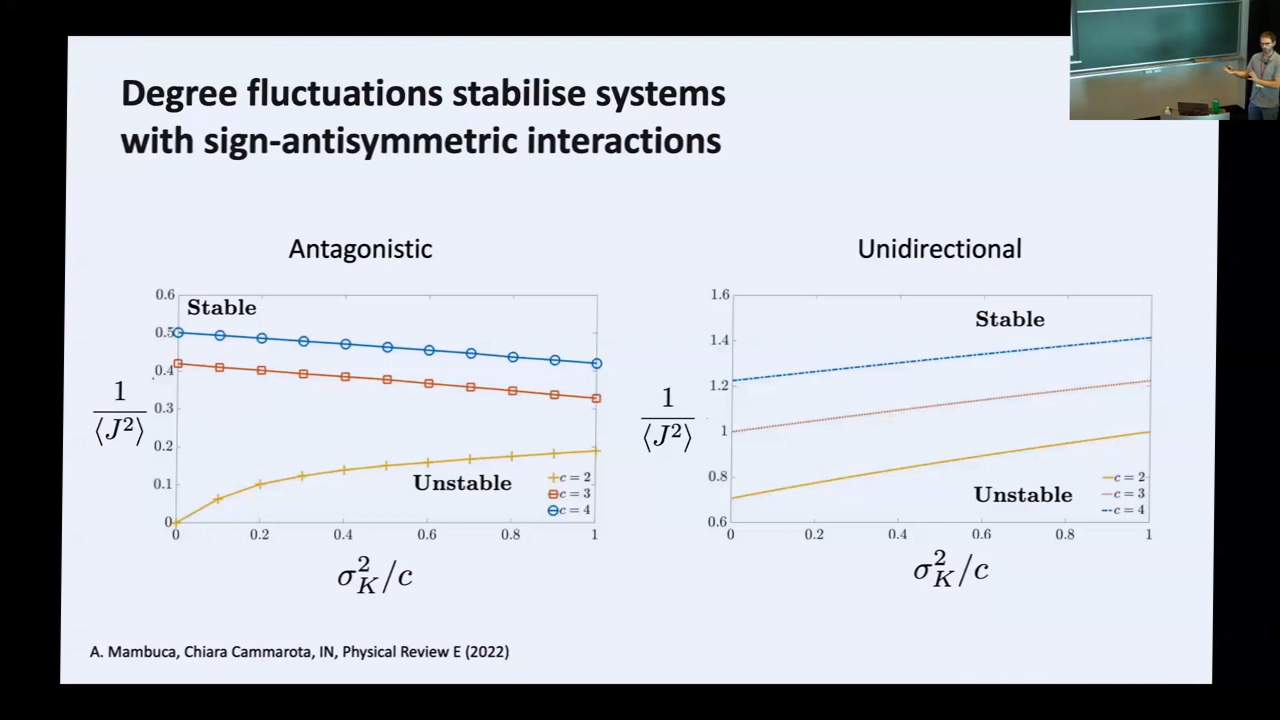 Degree fluctuations stabilise systems
with sign-antisymmetric interactions
Antagonistic
0.6
0.5
0.4
0.3
0.2
0.1
0
Stable
Unstable
c = 2
c = 3
c = 4
0 0.2 0.4 0.6 0.8 1
1
⟨J²⟩
σ²_K/c
Unidirectional
1.6
1.4
1.2
1
0.8
0.6
Stable
Unstable
c = 2
c = 3
c = 4
0 0.2 0.4 0.6 0.8 1
1
⟨J²⟩
σ²_K/c
A. Mambuca, Chiara Cammarota, IN, Physical Review E (2022)